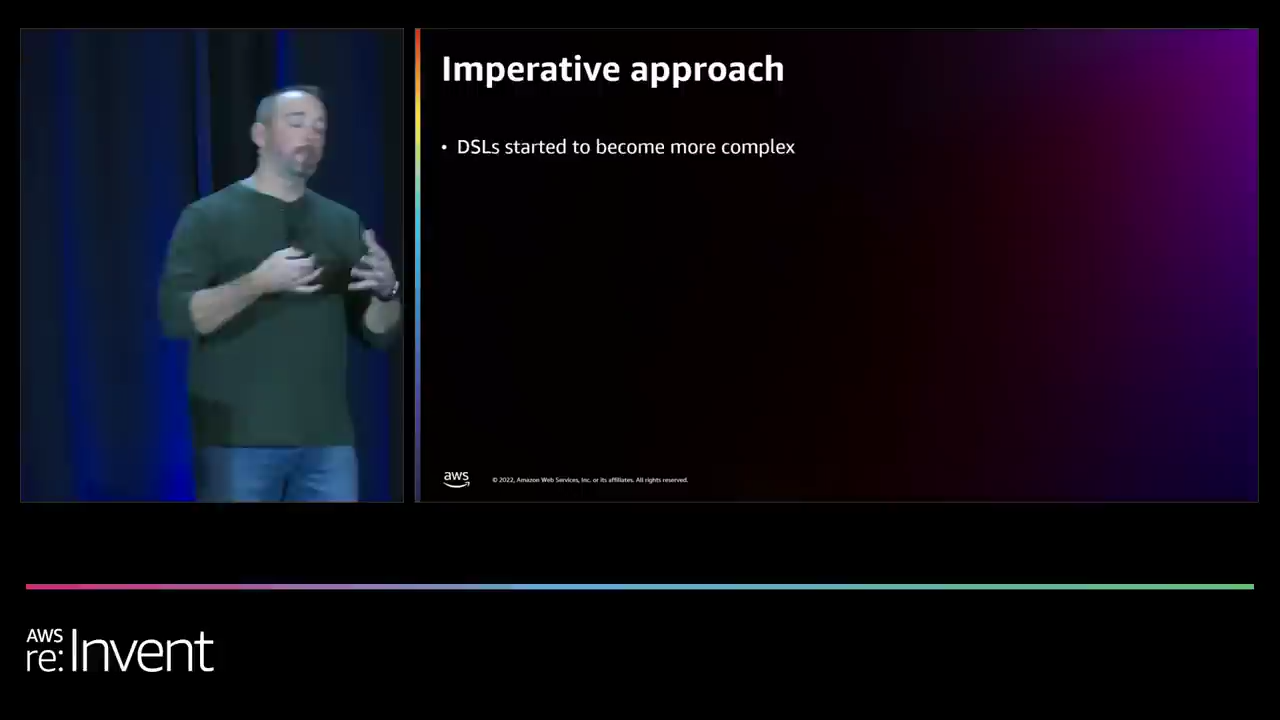 Imperative approach
• DSLs started to become more complex
aws
© 2022, Amazon Web Services, Inc. or its affiliates. All rights reserved.
AWS
re:Invent